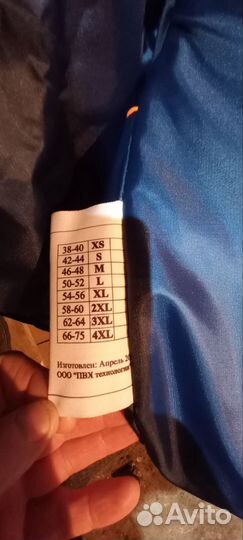 38-40 XS
42-44 S
46-48 M
50-52 L
54-56 XL
58-60 2XL
62-64 3XL
66-75 4XL
Изготовлен: Апрель 20
ООО "ПВХ технологии
Avito